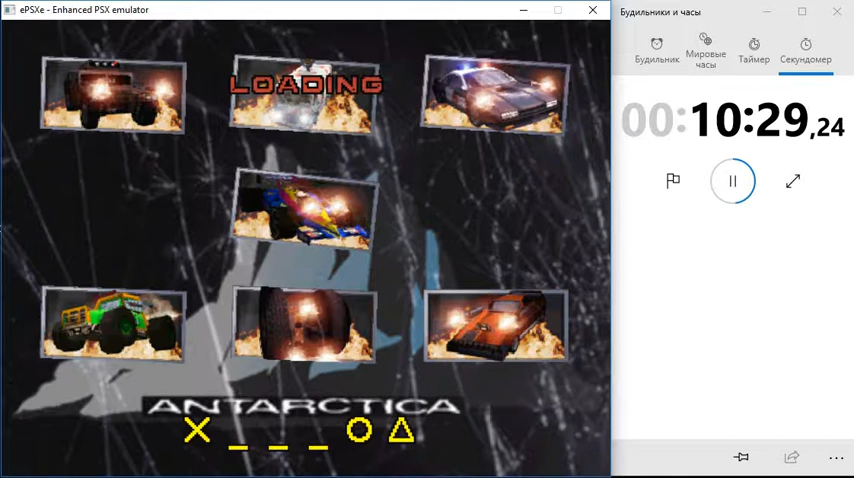 ePSXe - Enhanced PSX emulator
LOADING
ANTARCTICA
X _ _ _ O △
Будильники и часы
Будильник
Мировые часы
Таймер
Секундомер
00:10:29,24